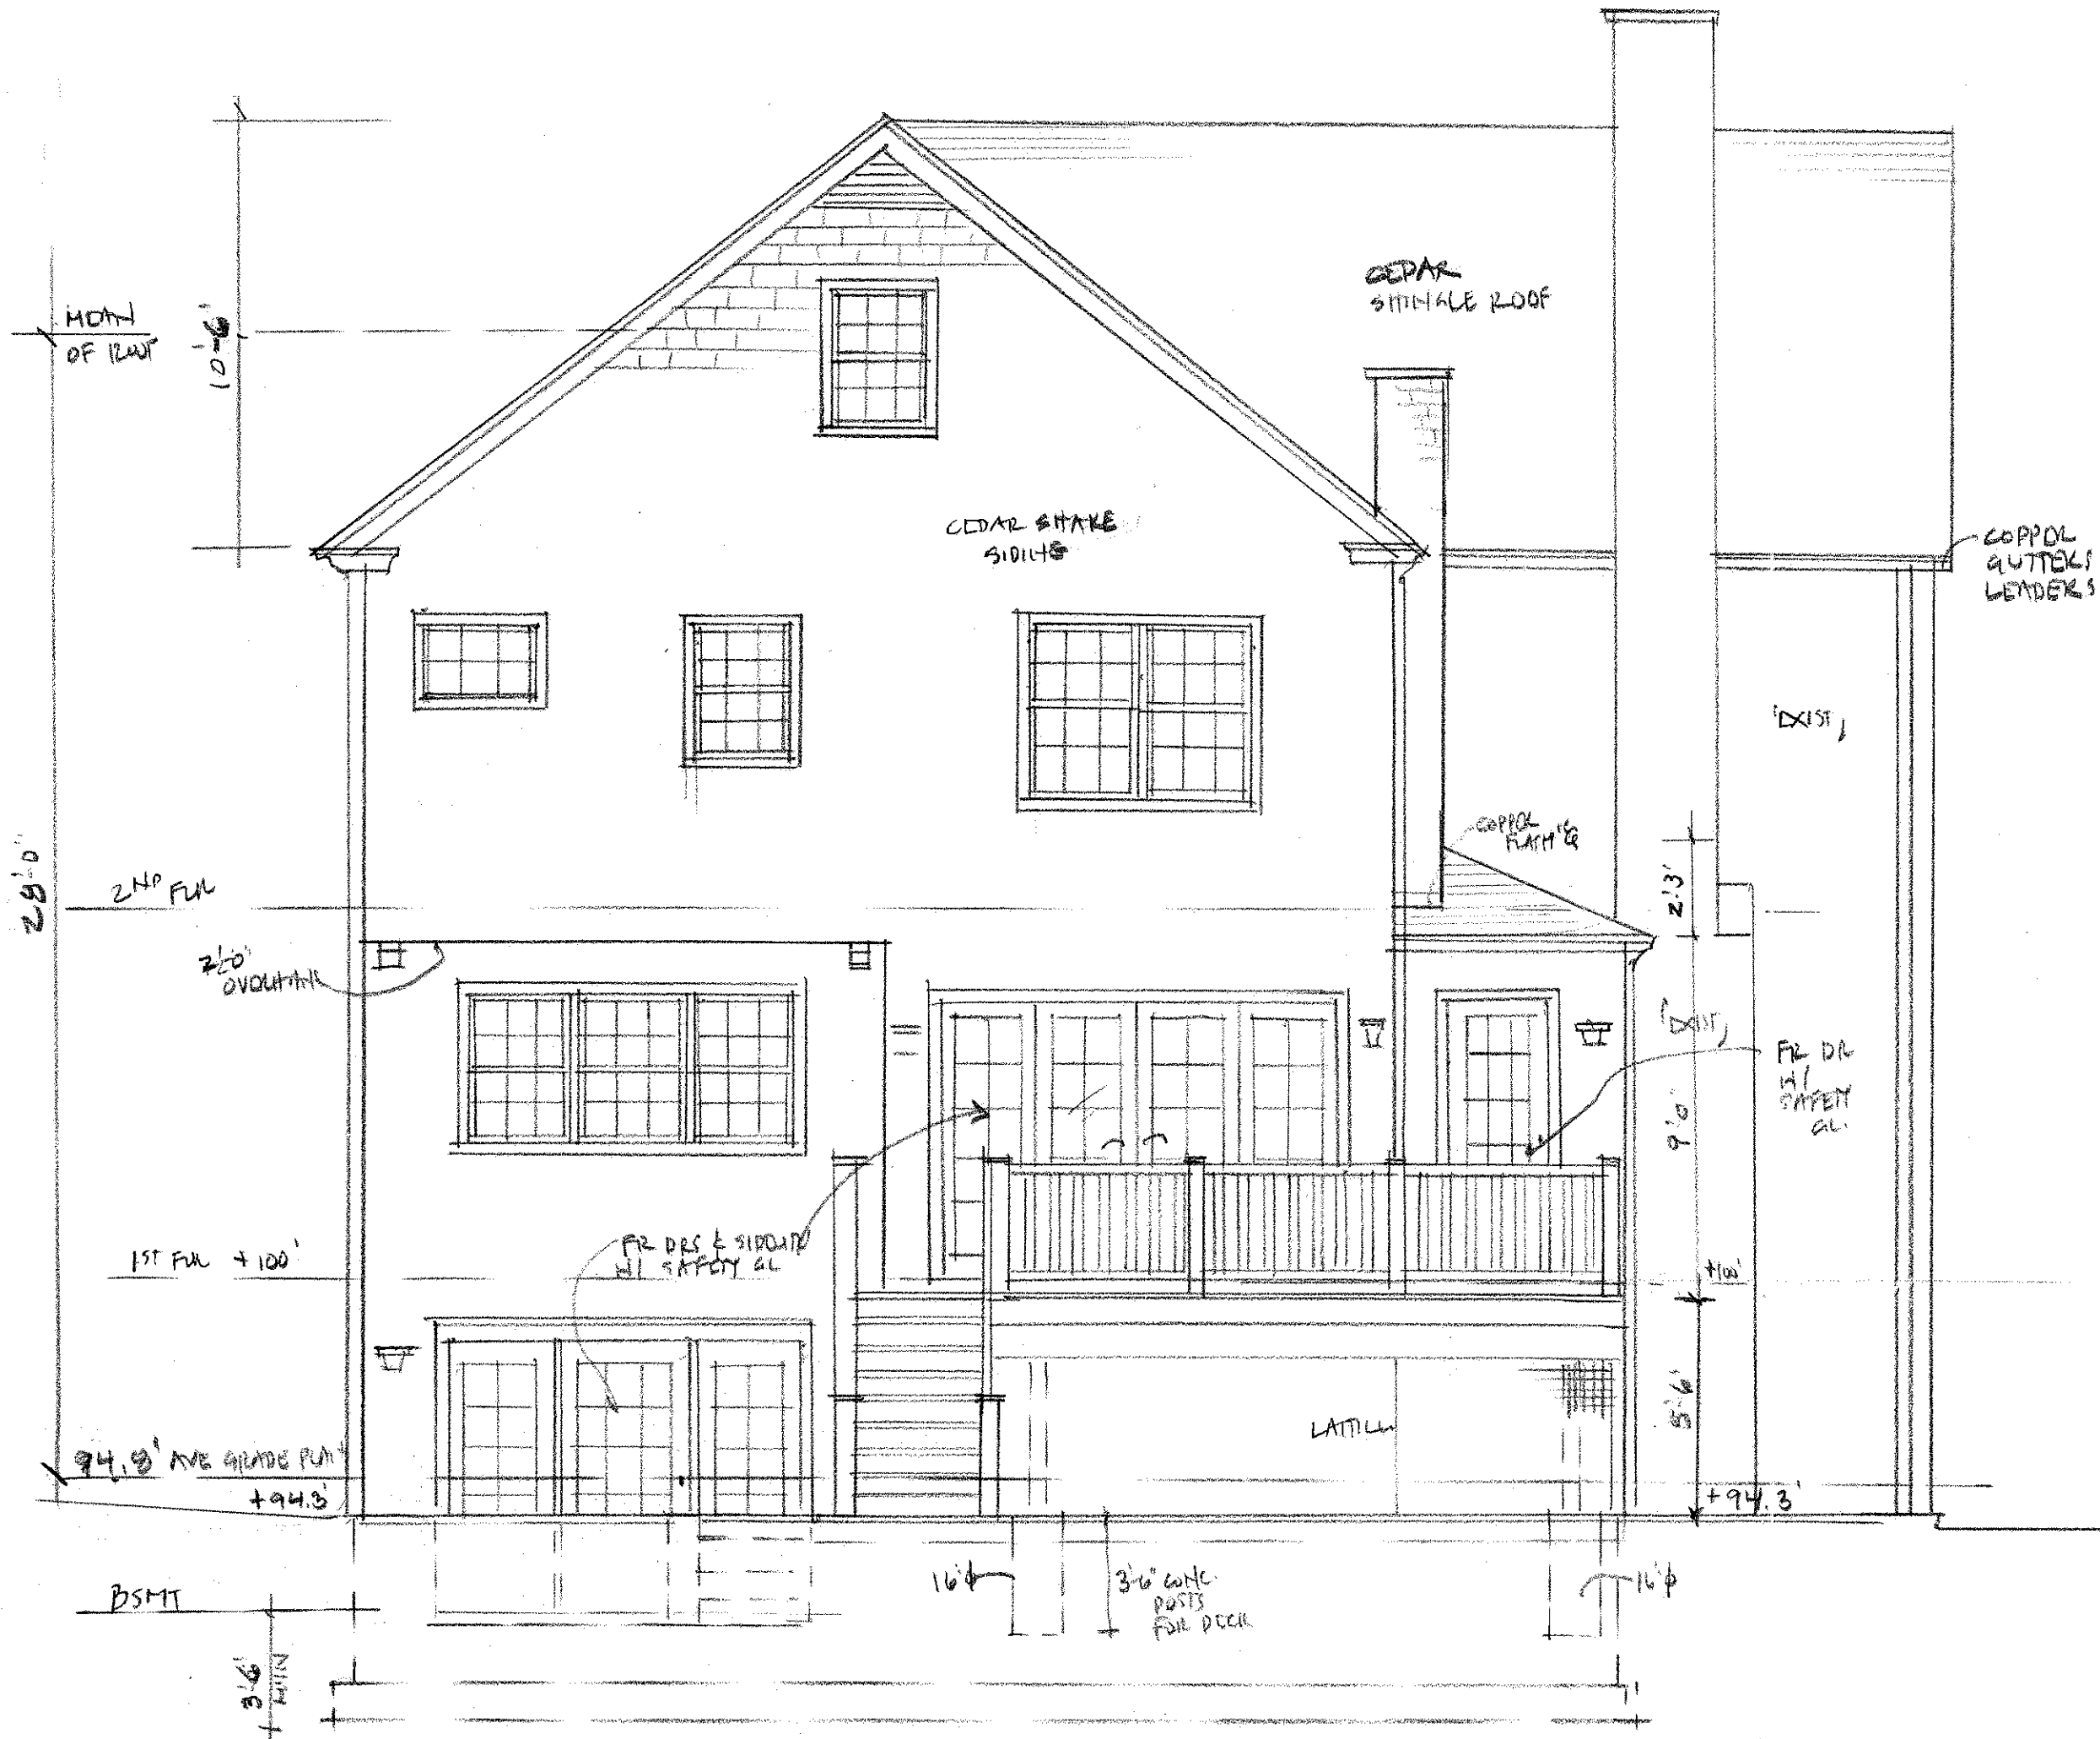 MEAN
OF ROOF
10'-6"
CEDAR
SHINGLE ROOF
CEDAR SHAKE
SIDING
COPPER
GUTTERS
LEADERS
EXIST,
COPPER
FLASH'G
2'3"
28'-0"
2ND FLR
2'-0"
OVERHANG
EXIST,
FR DR
W/
SAFETY
GL.
9'0"
FR DRS & SIDELITE
W/ SAFETY GL
1ST FLR +100'
+100'
5'-6"
LATTICE
94.8' AVE GRADE PLAN
+94.3'
+94.3'
BSMT
3'-6"
MIN
16"φ
3'-6" CONC.
POSTS
FOR DECK
16"φ